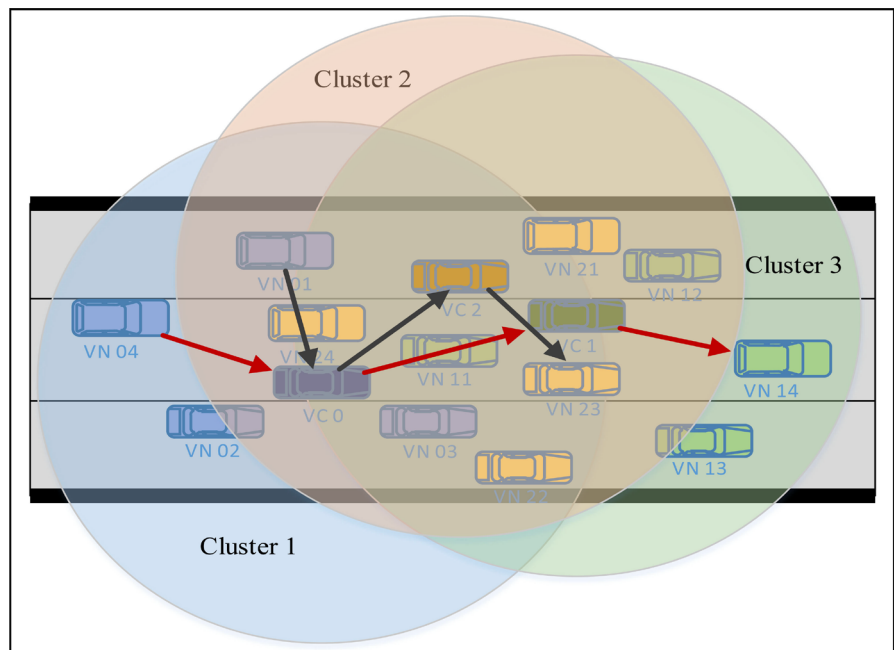 Cluster 2
VN 21
VN 01
Cluster 3
VN 12
VC 2
VN 04
VN 24
VC 1
VN 11
VN 14
VC 0
VN 23
VN 02
VN 03
VN 13
VN 22
Cluster 1